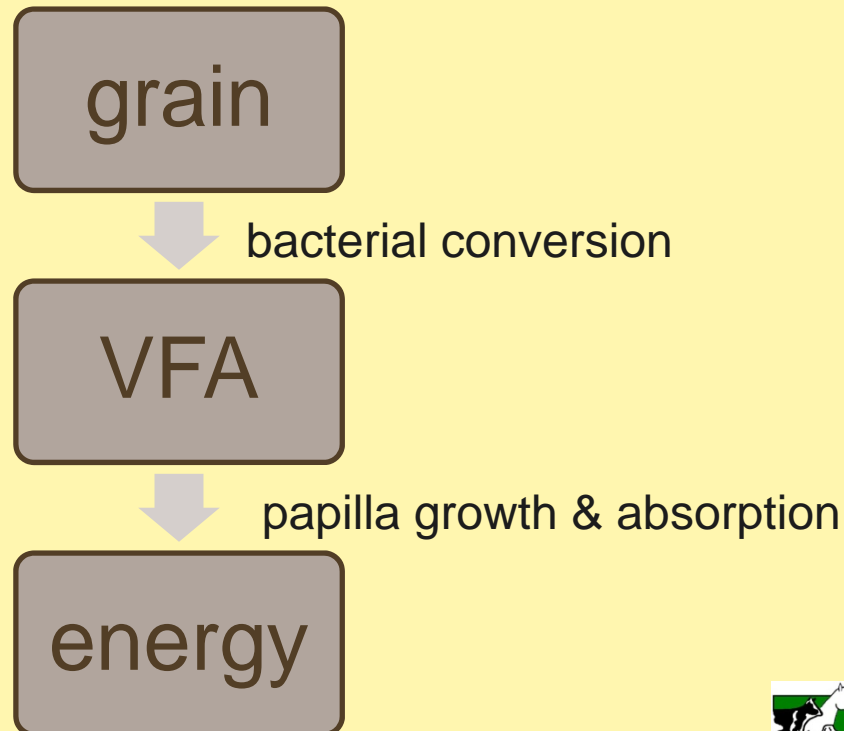 grain
bacterial conversion
VFA
papilla growth & absorption
energy